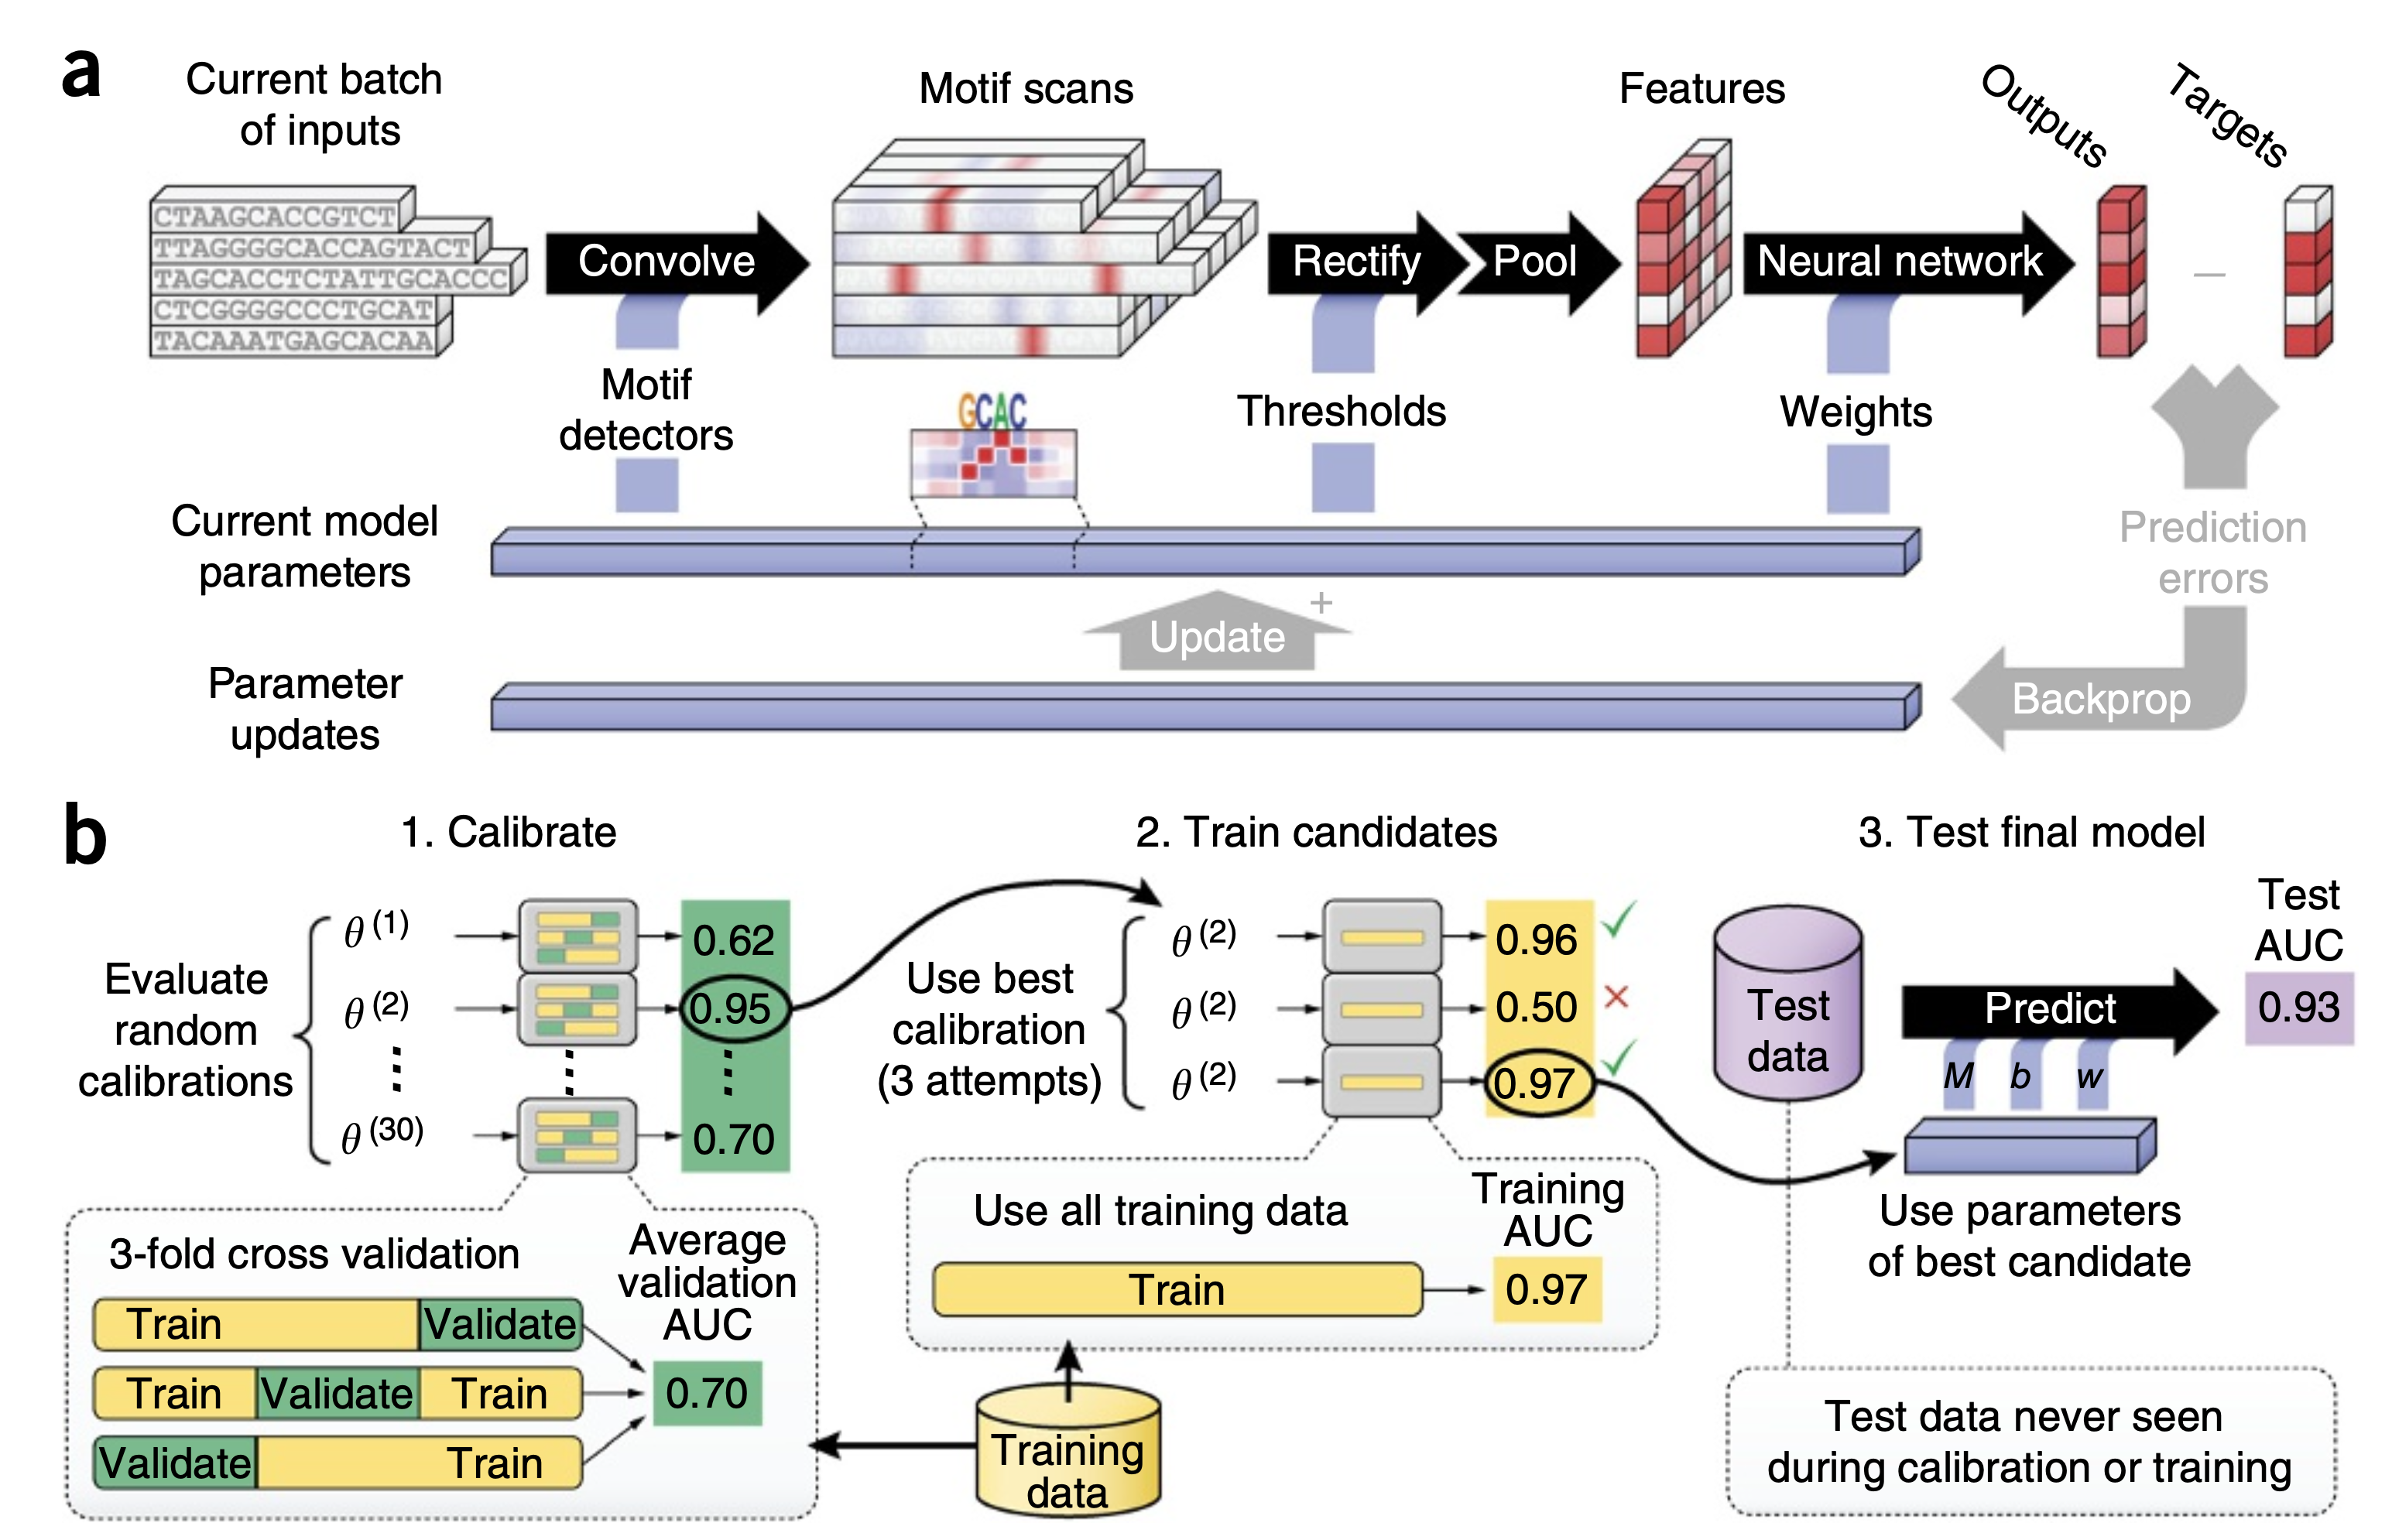 a
Current batch
of inputs
Motif scans
Features
Outputs
Targets
CTAAGCACCGTCT
TTAGGGGCACCAGTACT
TAGCACCTCTATTGCACCC
CTCGGGGCCCTGCAT
TACAAATGAGCACAA
Convolve
Rectify
Pool
Neural network
–
Motif
detectors
GCAC
Thresholds
Weights
Current model
parameters
Prediction
errors
Update
+
Parameter
updates
Backprop
b
1. Calibrate
2. Train candidates
3. Test final model
Evaluate
random
calibrations
θ (1)
θ (2)
θ (30)
0.62
0.95
0.70
Use best
calibration
(3 attempts)
θ (2)
θ (2)
θ (2)
0.96
0.50
0.97
Test
data
Predict
Test
AUC
0.93
M b w
Use parameters
of best candidate
3-fold cross validation
Average
validation
AUC
Train Validate
Train Validate Train
Validate Train
0.70
Use all training data
Training
AUC
Train
0.97
Training
data
Test data never seen
during calibration or training